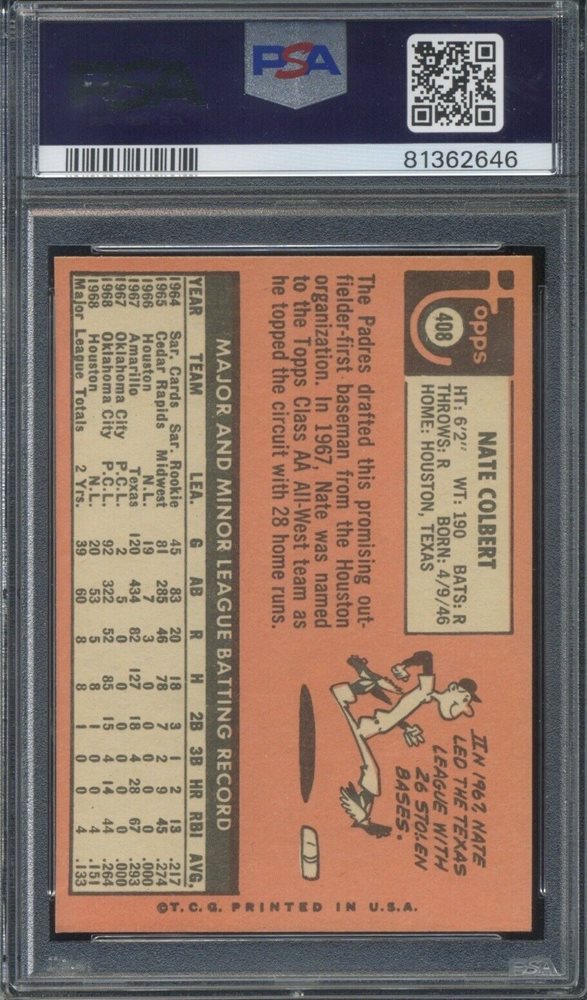 PSA
PSA
81362646
Topps
408
NATE COLBERT
HT: 6'2" WT: 190 BATS: R
THROWS: R BORN: 4/9/46
HOME: HOUSTON, TEXAS
The Padres drafted this promising out-
fielder-first baseman from the Houston
organization. In 1967, Nate was named
to the Topps Class AA All-West team as
he topped the circuit with 28 home runs.
IN 1967 NATE
LED THE TEXAS
LEAGUE WITH
26 STOLEN
BASES.
MAJOR AND MINOR LEAGUE BATTING RECORD
YEAR TEAM LEA. G AB R H 2B 3B HR RBI AVG.
1964 Sar. Cards Sar. Rookie 45 83 20 18 3 1 2 13 .217
1965 Cedar Rapids Midwest 81 285 46 78 7 2 9 45 .274
1966 Houston N.L. 19 7 3 0 0 0 0 0 .000
1967 Amarillo Texas 120 434 82 127 18 4 28 67 .293
1967 Oklahoma City P.C.L. 2 5 0 0 0 0 0 0 .000
1968 Oklahoma City P.C.L. 92 322 52 85 15 4 14 44 .264
1968 Houston N.L. 20 53 5 8 1 0 0 4 .151
Major League Totals 2 Yrs. 39 60 8 8 1 0 0 4 .133
©T.C.G. PRINTED IN U.S.A.
PSA